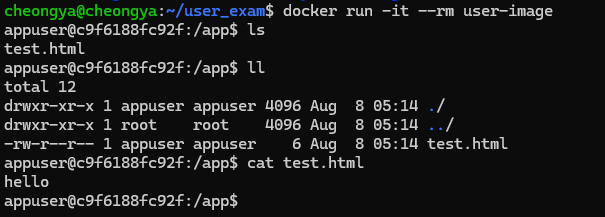 cheongya@cheongya:~/user_exam$ docker run -it --rm user-image
appuser@c9f6188fc92f:/app$ ls
test.html
appuser@c9f6188fc92f:/app$ ll
total 12
drwxr-xr-x 1 appuser appuser 4096 Aug  8 05:14 ./
drwxr-xr-x 1 root    root    4096 Aug  8 05:14 ../
-rw-r--r-- 1 appuser appuser    6 Aug  8 05:14 test.html
appuser@c9f6188fc92f:/app$ cat test.html
hello
appuser@c9f6188fc92f:/app$